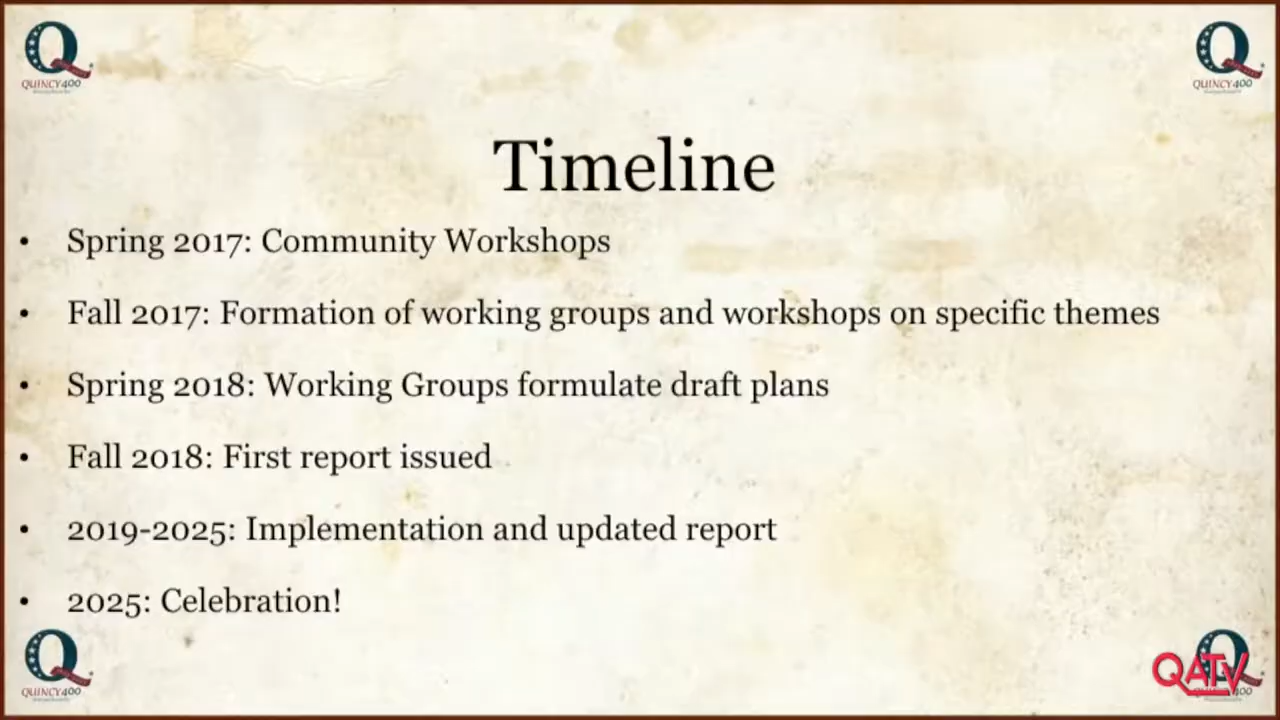 QUINCY400
QUINCY400
Timeline
• Spring 2017: Community Workshops
• Fall 2017: Formation of working groups and workshops on specific themes
• Spring 2018: Working Groups formulate draft plans
• Fall 2018: First report issued
• 2019-2025: Implementation and updated report
• 2025: Celebration!
QUINCY400
QATV